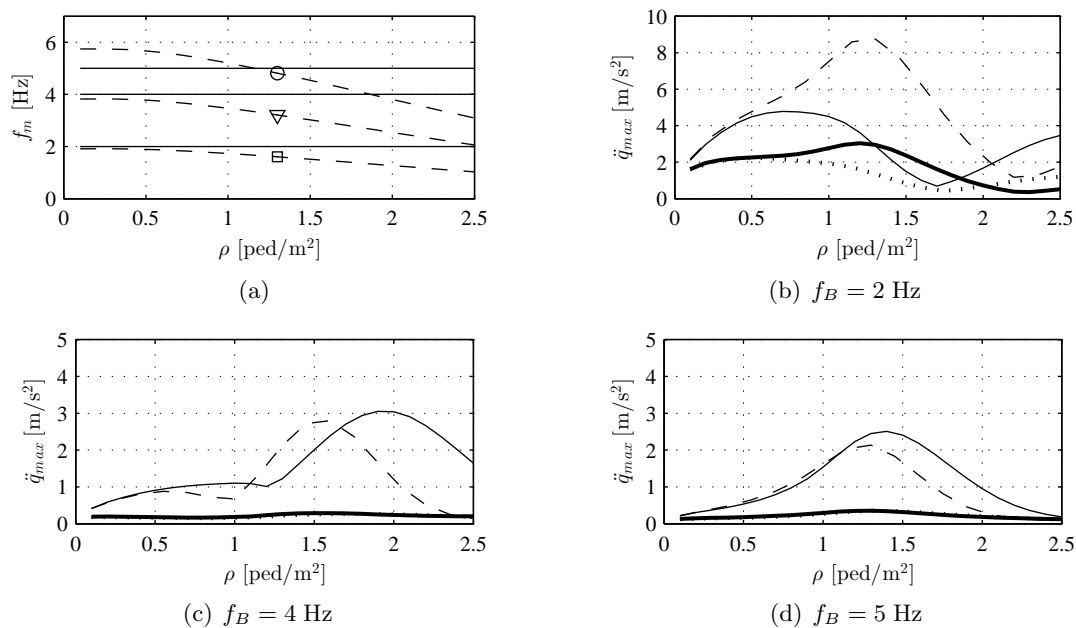 6
4
2
0
f_m [Hz]
0 0.5 1 1.5 2 2.5
ρ [ped/m²]
(a)
10
8
6
4
2
0
q̈_max [m/s²]
0 0.5 1 1.5 2 2.5
ρ [ped/m²]
(b) f_B = 2 Hz
5
4
3
2
1
0
q̈_max [m/s²]
0 0.5 1 1.5 2 2.5
ρ [ped/m²]
(c) f_B = 4 Hz
5
4
3
2
1
0
q̈_max [m/s²]
0 0.5 1 1.5 2 2.5
ρ [ped/m²]
(d) f_B = 5 Hz